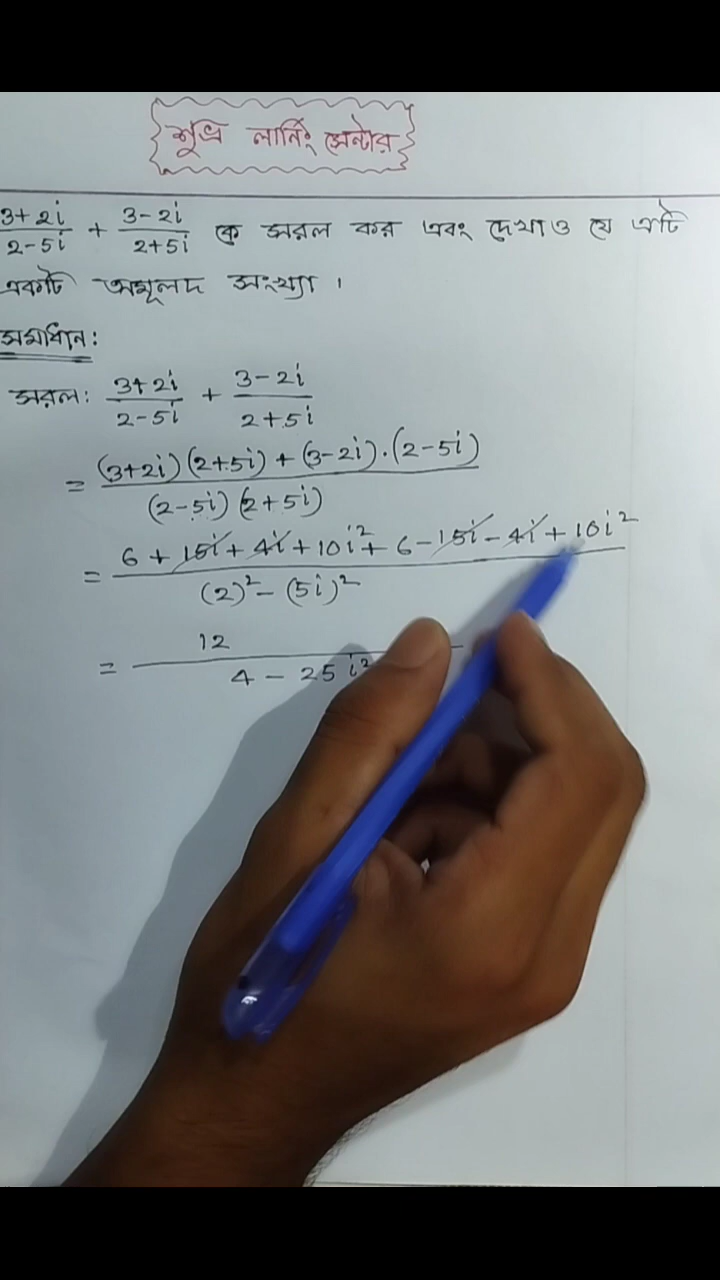 শুভ্র লার্নিং সেন্টার
3+2i/2-5i + 3-2i/2+5i কে সরল কর এবং দেখাও যে এটি
একটি অমূলদ সংখ্যা ।
সমাধান:
সরল: 3+2i/2-5i + 3-2i/2+5i
= (3+2i)(2+5i) + (3-2i).(2-5i)/(2-5i)(2+5i)
= 6 + 15i + 4i + 10i² + 6 - 15i - 4i + 10i²/(2)² - (5i)²
= 12/4 - 25i²